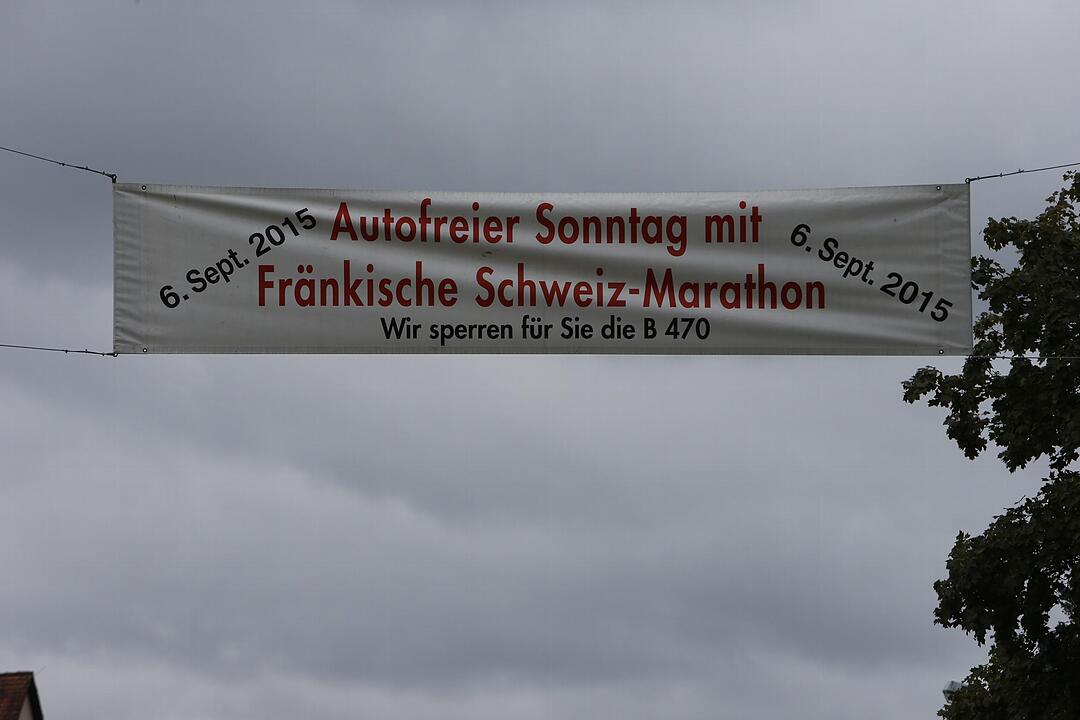 6. Sept. 2015
Autofreier Sonntag mit
Fränkische Schweiz-Marathon
Wir sperren für Sie die B 470
6. Sept. 2015